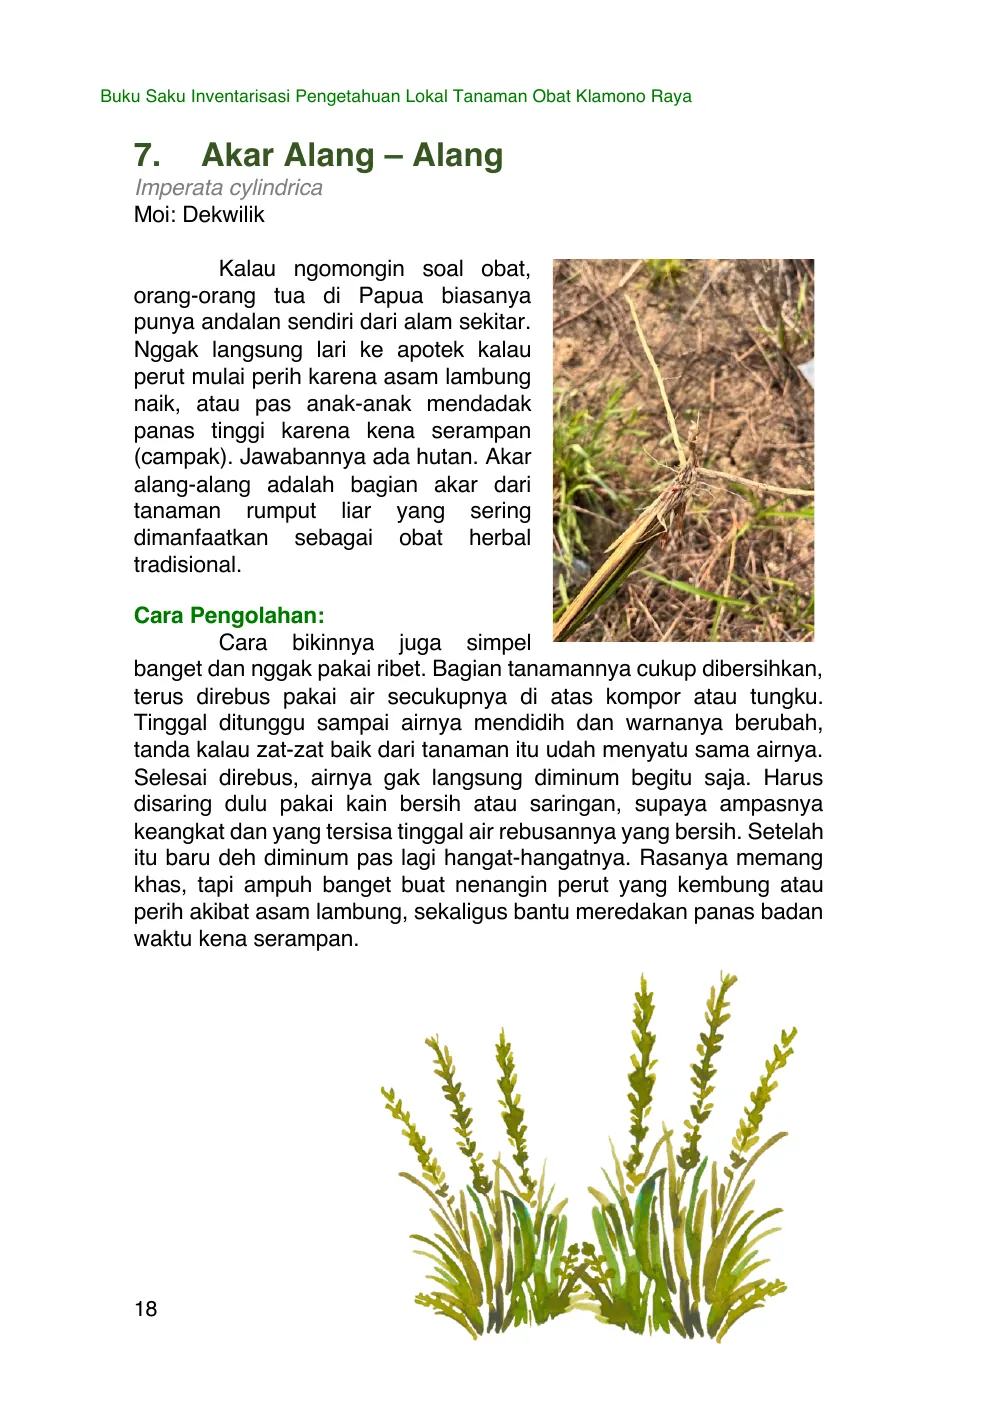 Buku Saku Inventarisasi Pengetahuan Lokal Tanaman Obat Klamono Raya
7. Akar Alang – Alang
Imperata cylindrica
Moi: Dekwilik
Kalau ngomongin soal obat,
orang-orang tua di Papua biasanya
punya andalan sendiri dari alam sekitar.
Nggak langsung lari ke apotek kalau
perut mulai perih karena asam lambung
naik, atau pas anak-anak mendadak
panas tinggi karena kena serampan
(campak). Jawabannya ada hutan. Akar
alang-alang adalah bagian akar dari
tanaman rumput liar yang sering
dimanfaatkan sebagai obat herbal
tradisional.
Cara Pengolahan:
Cara bikinnya juga simpel
banget dan nggak pakai ribet. Bagian tanamannya cukup dibersihkan,
terus direbus pakai air secukupnya di atas kompor atau tungku.
Tinggal ditunggu sampai airnya mendidih dan warnanya berubah,
tanda kalau zat-zat baik dari tanaman itu udah menyatu sama airnya.
Selesai direbus, airnya gak langsung diminum begitu saja. Harus
disaring dulu pakai kain bersih atau saringan, supaya ampasnya
keangkat dan yang tersisa tinggal air rebusannya yang bersih. Setelah
itu baru deh diminum pas lagi hangat-hangatnya. Rasanya memang
khas, tapi ampuh banget buat nenangin perut yang kembung atau
perih akibat asam lambung, sekaligus bantu meredakan panas badan
waktu kena serampan.
18